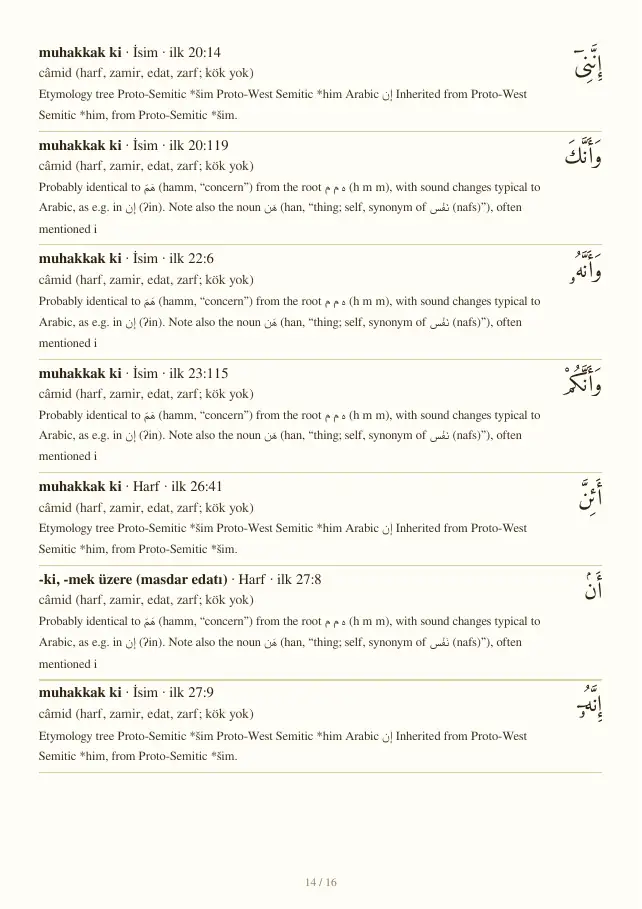 muhakkak ki · İsim · ilk 20:14
إِنَّنِىٓ
câmid (harf, zamir, edat, zarf; kök yok)
Etymology tree Proto-Semitic *šim Proto-West Semitic *him Arabic إن Inherited from Proto-West
Semitic *him, from Proto-Semitic *šim.
muhakkak ki · İsim · ilk 20:119
وَأَنَّكَ
câmid (harf, zamir, edat, zarf; kök yok)
Probably identical to هَمّ (hamm, “concern”) from the root ه م م (h m m), with sound changes typical to
Arabic, as e.g. in إن (ʔin). Note also the noun هَن (han, “thing; self, synonym of نَفْس (nafs)”), often
mentioned i
muhakkak ki · İsim · ilk 22:6
وَأَنَّهُۥ
câmid (harf, zamir, edat, zarf; kök yok)
Probably identical to هَمّ (hamm, “concern”) from the root ه م م (h m m), with sound changes typical to
Arabic, as e.g. in إن (ʔin). Note also the noun هَن (han, “thing; self, synonym of نَفْس (nafs)”), often
mentioned i
muhakkak ki · İsim · ilk 23:115
وَأَنَّكُمْ
câmid (harf, zamir, edat, zarf; kök yok)
Probably identical to هَمّ (hamm, “concern”) from the root ه م م (h m m), with sound changes typical to
Arabic, as e.g. in إن (ʔin). Note also the noun هَن (han, “thing; self, synonym of نَفْس (nafs)”), often
mentioned i
muhakkak ki · Harf · ilk 26:41
أَئِنَّ
câmid (harf, zamir, edat, zarf; kök yok)
Etymology tree Proto-Semitic *šim Proto-West Semitic *him Arabic إن Inherited from Proto-West
Semitic *him, from Proto-Semitic *šim.
-ki, -mek üzere (masdar edatı) · Harf · ilk 27:8
أَنۢ
câmid (harf, zamir, edat, zarf; kök yok)
Probably identical to هَمّ (hamm, “concern”) from the root ه م م (h m m), with sound changes typical to
Arabic, as e.g. in إن (ʔin). Note also the noun هَن (han, “thing; self, synonym of نَفْس (nafs)”), often
mentioned i
muhakkak ki · İsim · ilk 27:9
إِنَّهُۥٓ
câmid (harf, zamir, edat, zarf; kök yok)
Etymology tree Proto-Semitic *šim Proto-West Semitic *him Arabic إن Inherited from Proto-West
Semitic *him, from Proto-Semitic *šim.
14 / 16